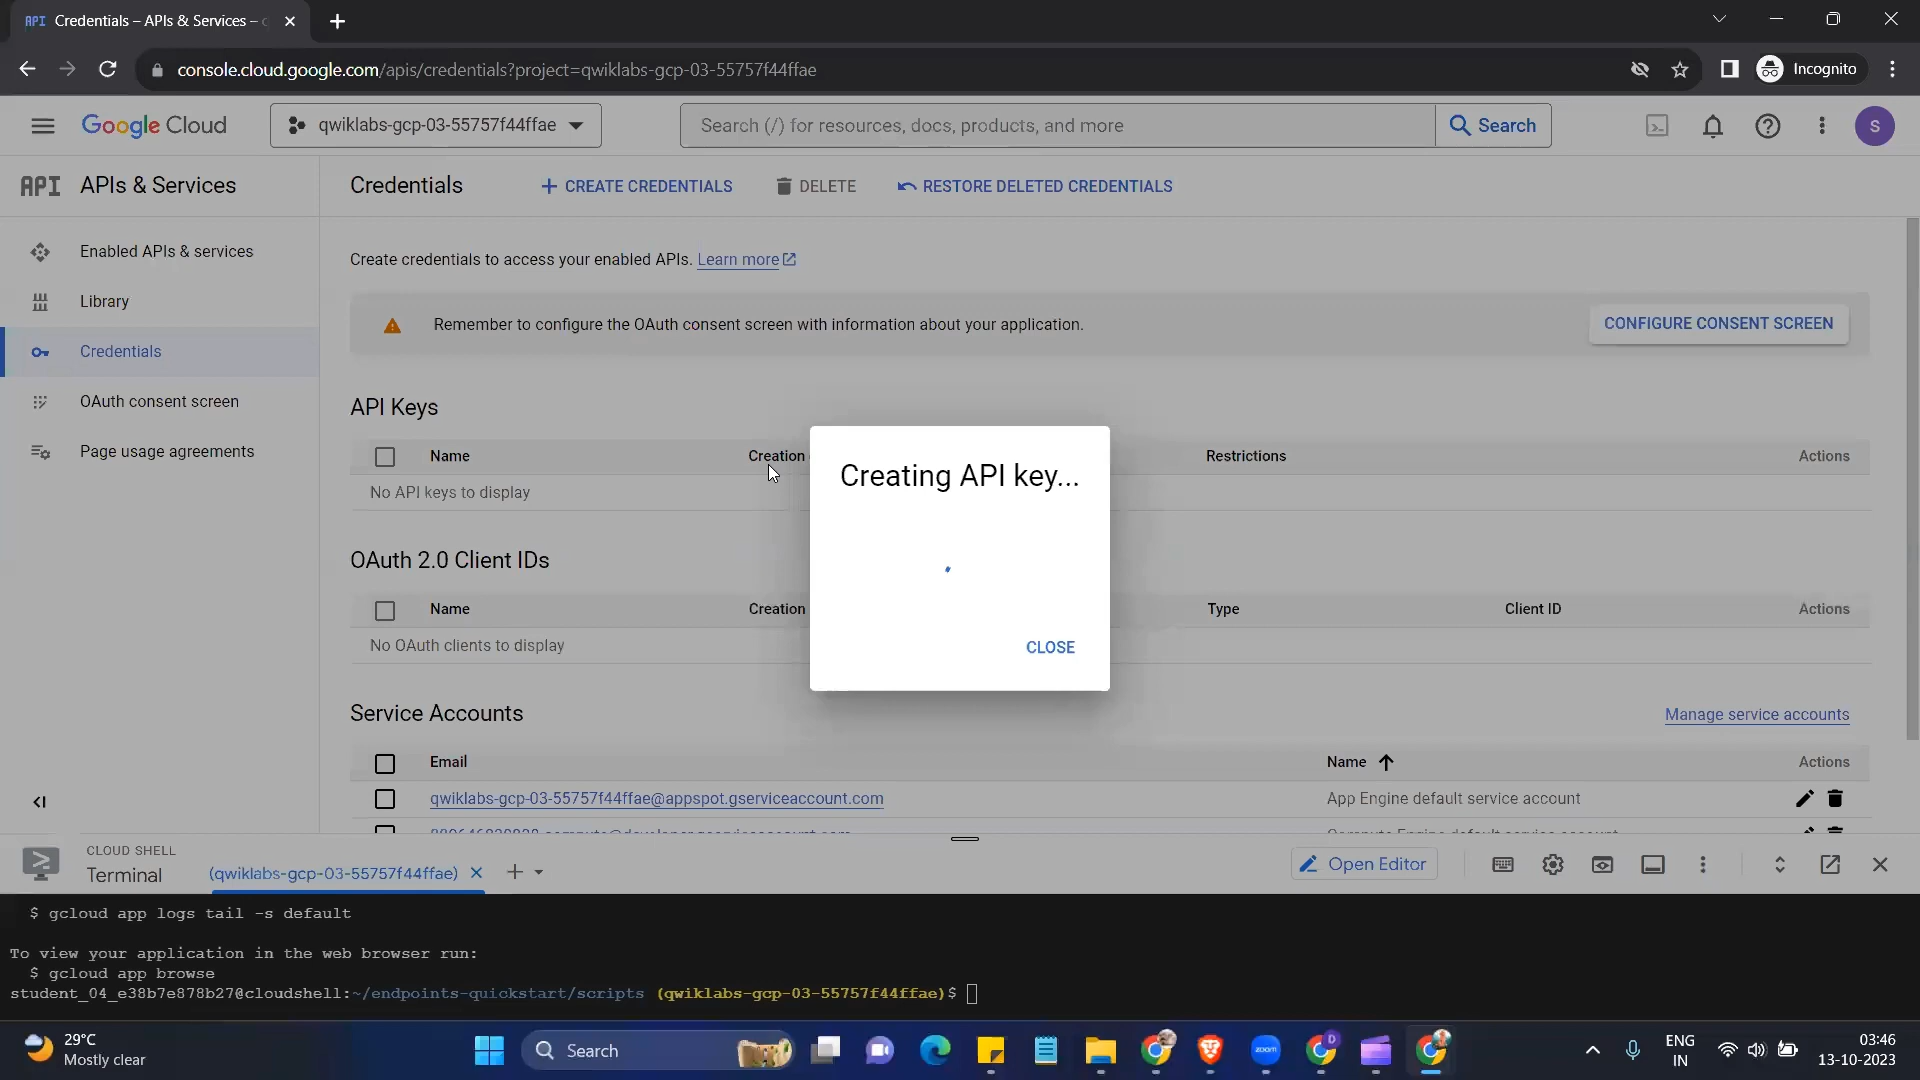 API Credentials – APIs & Services –
console.cloud.google.com/apis/credentials?project=qwiklabs-gcp-03-55757f44ffae
Incognito
Google Cloud
qwiklabs-gcp-03-55757f44ffae
Search (/) for resources, docs, products, and more
Search
S
API APIs & Services
Credentials
CREATE CREDENTIALS
DELETE
RESTORE DELETED CREDENTIALS
Enabled APIs & services
Library
Credentials
OAuth consent screen
Page usage agreements
Create credentials to access your enabled APIs. Learn more
Remember to configure the OAuth consent screen with information about your application.
CONFIGURE CONSENT SCREEN
API Keys
Name Creation Restrictions Actions
No API keys to display
Creating API key...
CLOSE
OAuth 2.0 Client IDs
Name Creation Type Client ID Actions
No OAuth clients to display
Service Accounts
Manage service accounts
Email Name Actions
qwiklabs-gcp-03-55757f44ffae@appspot.gserviceaccount.com App Engine default service account
CLOUD SHELL
Terminal
(qwiklabs-gcp-03-55757f44ffae)
Open Editor
$ gcloud app logs tail -s default
To view your application in the web browser run:
$ gcloud app browse
student_04_e38b7e878b27@cloudshell:~/endpoints-quickstart/scripts (qwiklabs-gcp-03-55757f44ffae)$
29°C
Mostly clear
Search
zoom
D
ENG
IN
03:46
13-10-2023